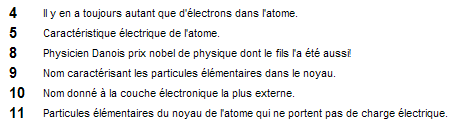 4 Il y en a toujours autant que d'électrons dans l'atome.
5 Caractéristique électrique de l'atome.
8 Physicien Danois prix nobel de physique dont le fils l'a été aussi!
9 Nom caractérisant les particules élémentaires dans le noyau.
10 Nom donné à la couche électronique la plus externe.
11 Particules élémentaires du noyau de l'atome qui ne portent pas de charge électrique.